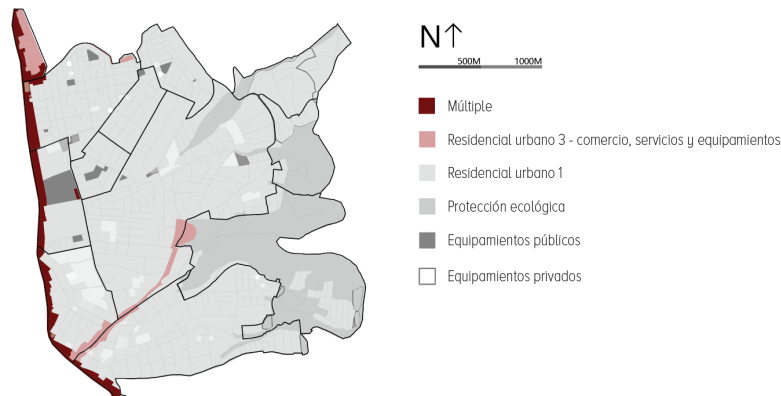 N↑
500M 1000M
Múltiple
Residencial urbano 3 - comercio, servicios y equipamientos
Residencial urbano 1
Protección ecológica
Equipamientos públicos
Equipamientos privados